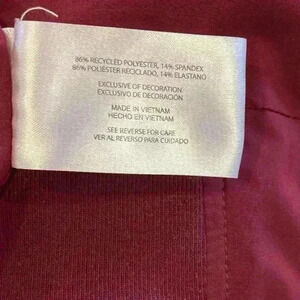 86% RECYCLED POLYESTER, 14% SPANDEX
86% POLIÉSTER RECICLADO, 14% ELASTANO
EXCLUSIVE OF DECORATION
EXCLUSIVO DE DECORACIÓN
MADE IN VIETNAM
HECHO EN VIETNAM
SEE REVERSE FOR CARE
VER AL REVERSO PARA CUIDADO